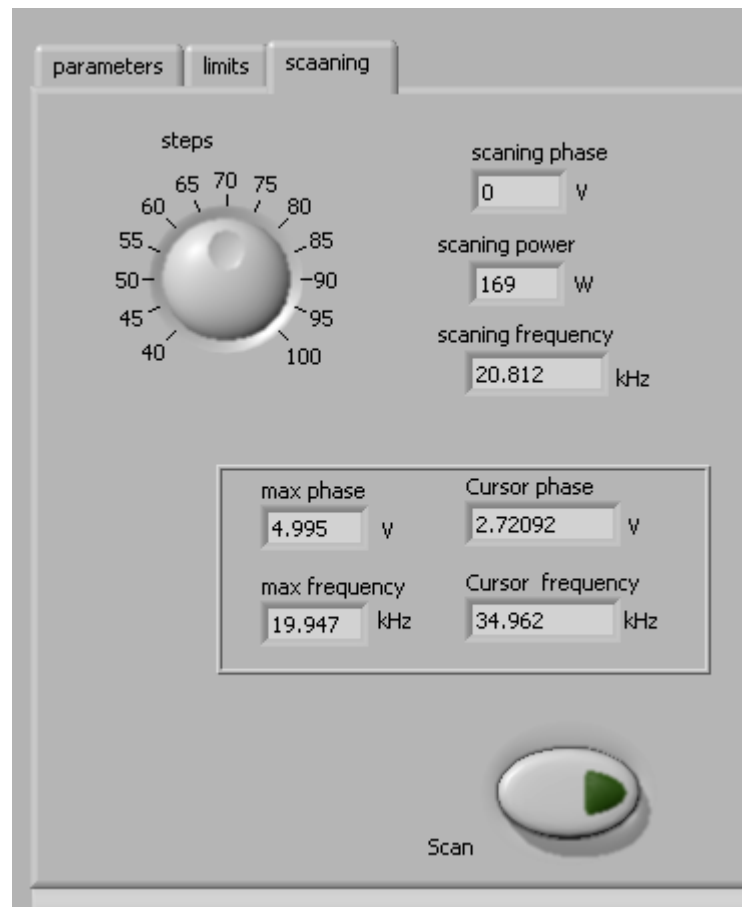 parameters limits scaaning
steps
40 45 50 55 60 65 70 75 80 85 90 95 100
scaning phase
0 V
scaning power
169 W
scaning frequency
20.812 kHz
max phase Cursor phase
4.995 V 2.72092 V
max frequency Cursor frequency
19.947 kHz 34.962 kHz
Scan